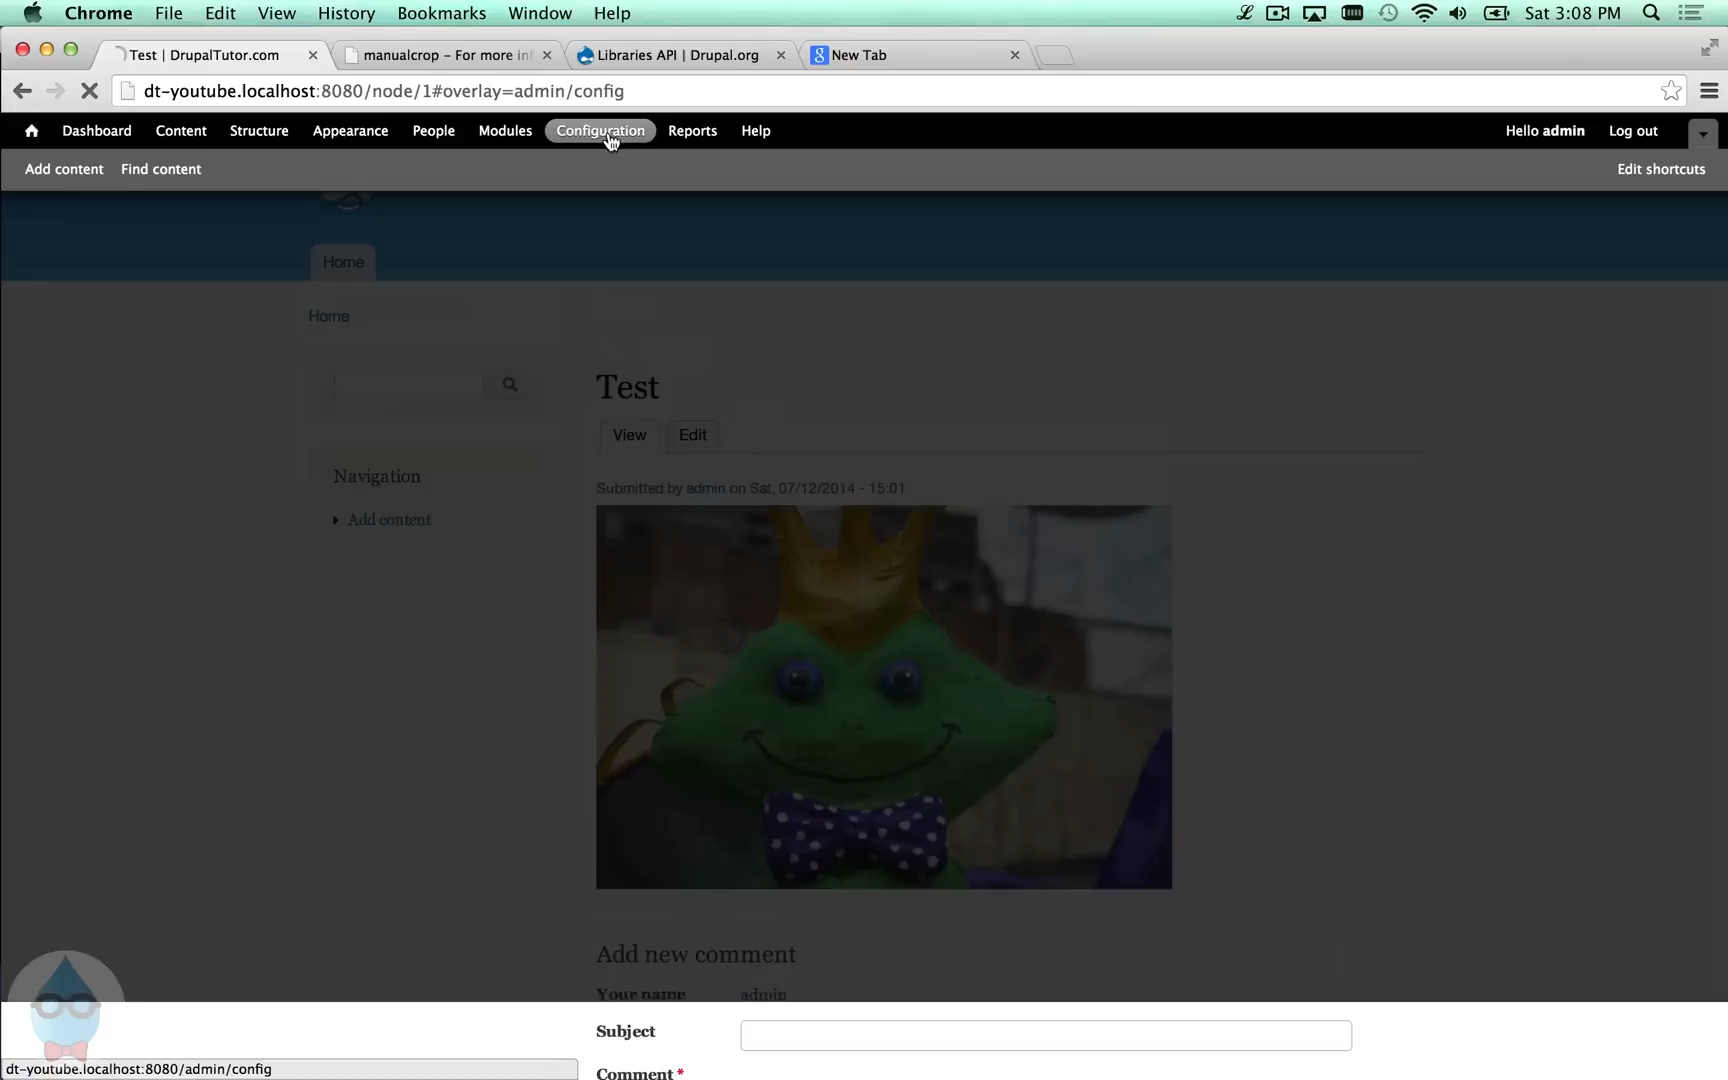 Chrome File Edit View History Bookmarks Window Help Sat 3:08 PM
Test | DrupalTutor.com manualcrop – For more in Libraries API | Drupal.org New Tab
dt-youtube.localhost:8080/node/1#overlay=admin/config
Dashboard Content Structure Appearance People Modules Configuration Reports Help Hello admin Log out
Add content Find content Edit shortcuts
Home
Home
Test
View Edit
Navigation
Submitted by admin on Sat, 07/12/2014 - 15:01
Add content
Add new comment
Your name admin
Subject
dt-youtube.localhost:8080/admin/config
Comment *